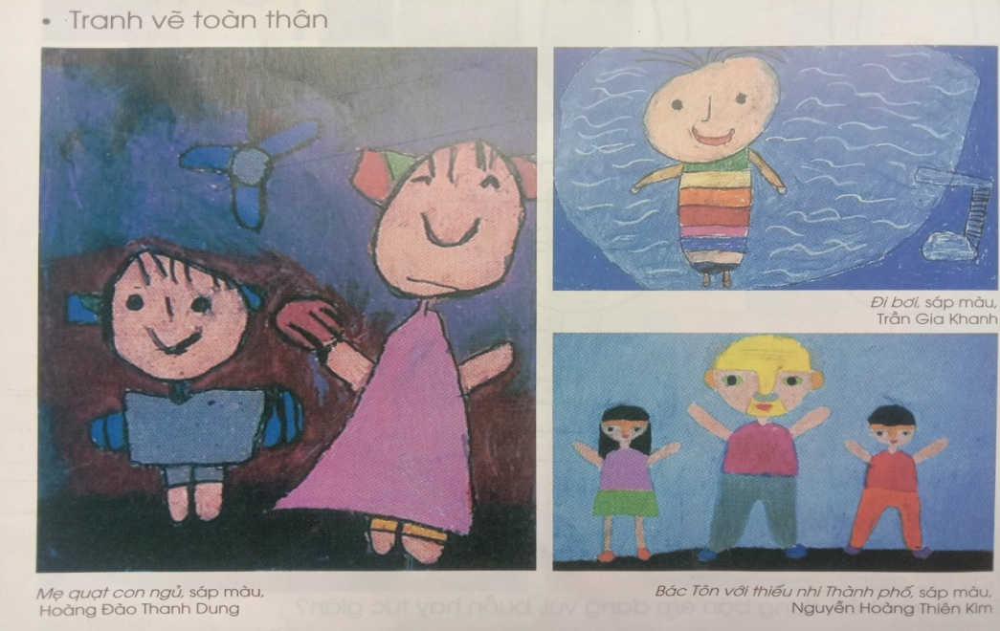 • Tranh vẽ toàn thân
Đi bơi, sáp màu,
Trần Gia Khanh
Mẹ quạt con ngủ, sáp màu,
Hoàng Đào Thanh Dung
Bác Tôn với thiếu nhi Thành phố, sáp màu,
Nguyễn Hoàng Thiên Kim